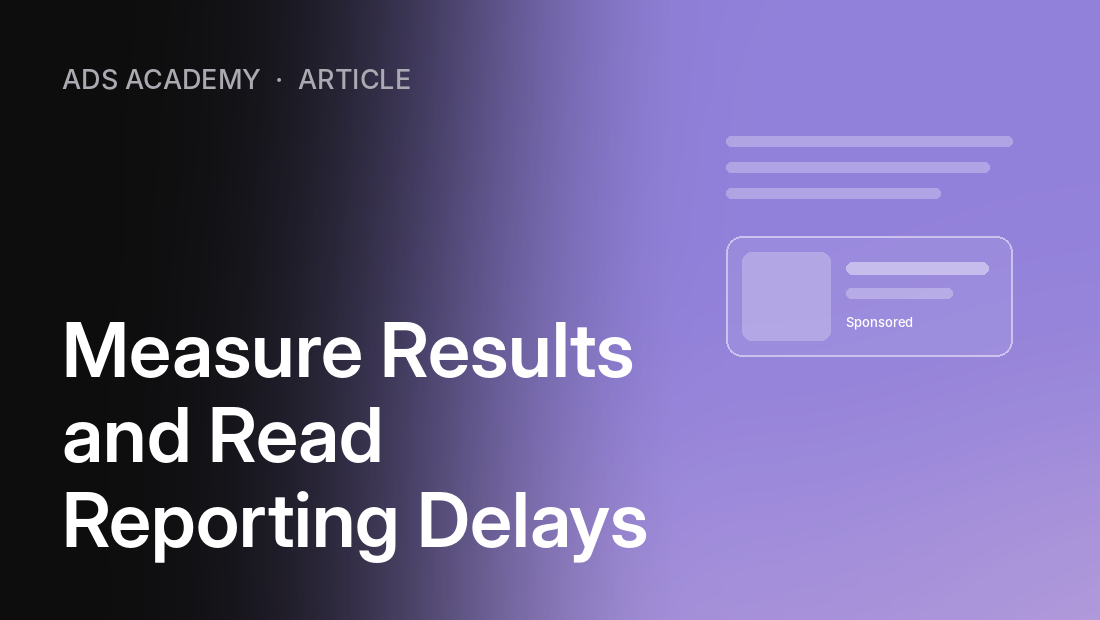 ADS ACADEMY · ARTICLE
Measure Results
and Read
Reporting Delays
Sponsored